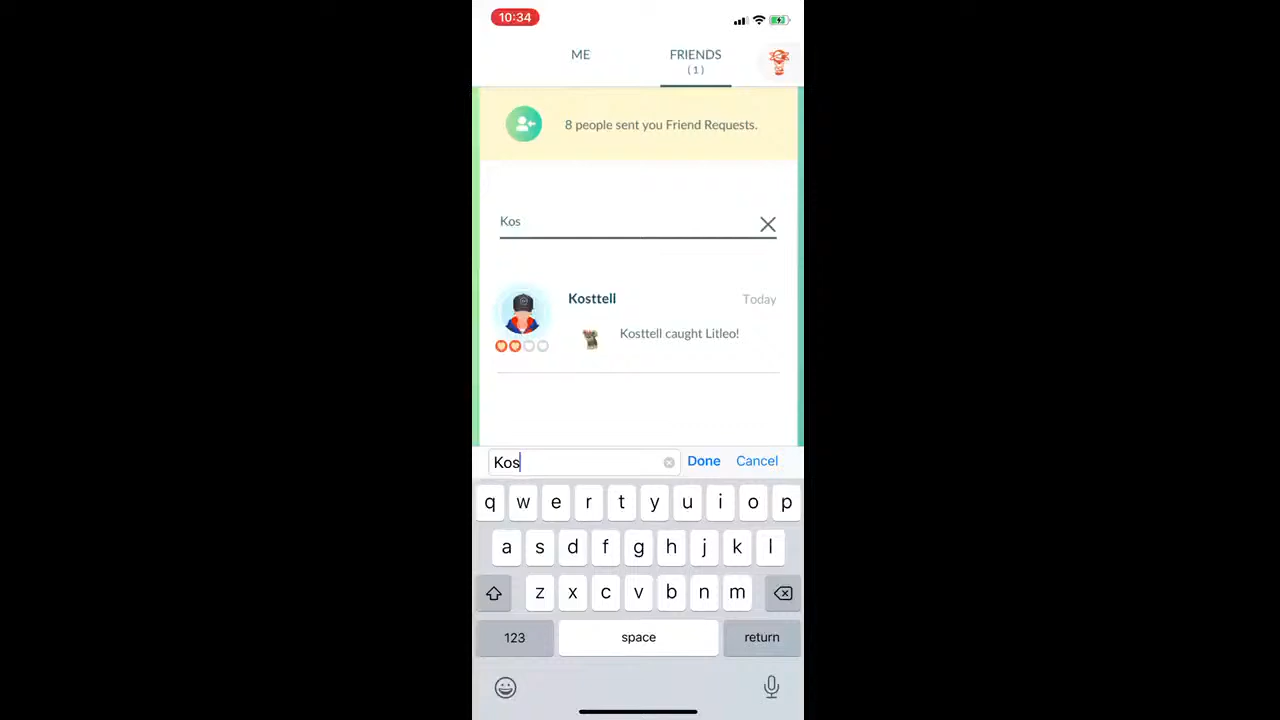 10:34
ME
FRIENDS
( 1 )
8 people sent you Friend Requests.
Kos
Kosttell
Today
Kosttell caught Litleo!
Kos
Done
Cancel
q w e r t y u i o p
a s d f g h j k l
z x c v b n m
123
space
return